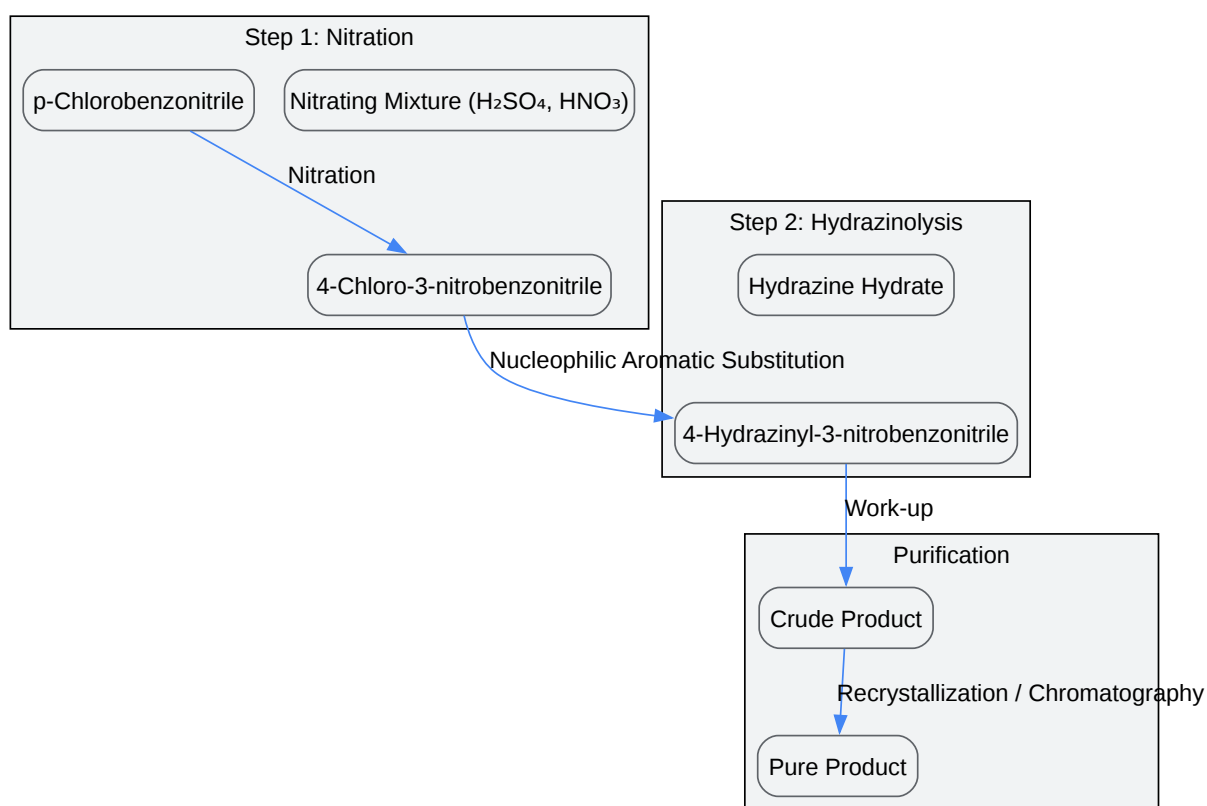 Step 1: Nitration
p-Chlorobenzonitrile
Nitrating Mixture (H₂SO₄, HNO₃)
Nitration
4-Chloro-3-nitrobenzonitrile
Step 2: Hydrazinolysis
Hydrazine Hydrate
Nucleophilic Aromatic Substitution
4-Hydrazinyl-3-nitrobenzonitrile
Work-up
Purification
Crude Product
Recrystallization / Chromatography
Pure Product